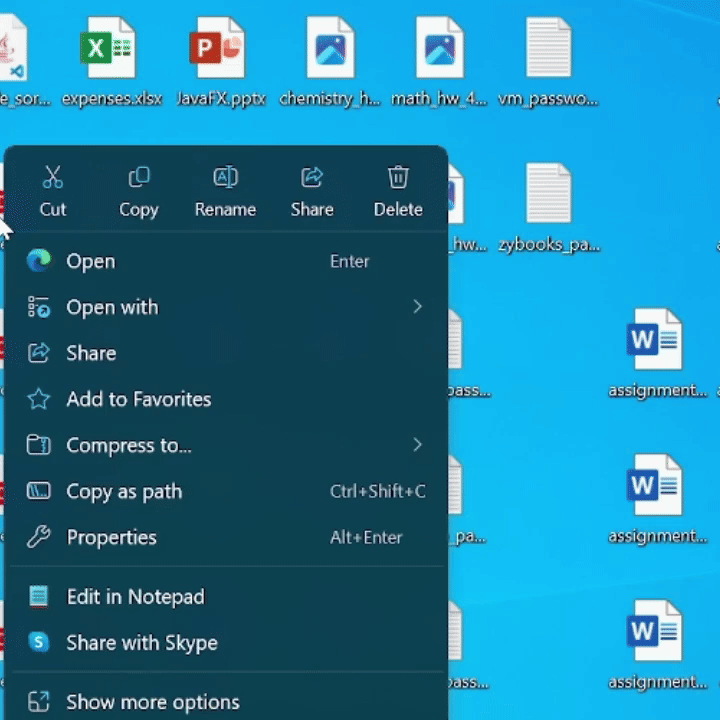 e_sor... expenses.xlsx JavaFX.pptx chemistry_h... math_hw_4... vm_passwo...
Cut Copy Rename Share Delete
_hw... zybooks_pa...
Open Enter
Open with
Share
Add to Favorites
pass... assignment...
Compress to...
Copy as path Ctrl+Shift+C
Properties Alt+Enter
_pa... assignment...
Edit in Notepad
Share with Skype
pass... assignment...
Show more options